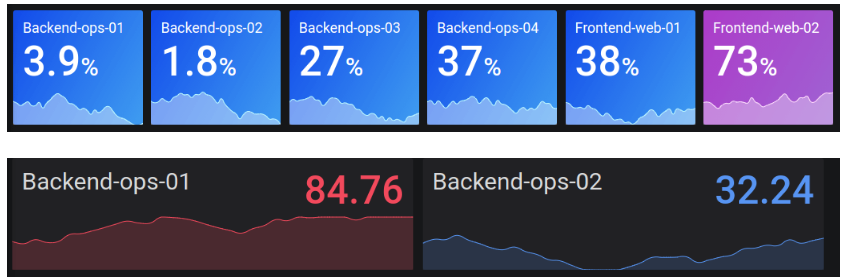 Backend-ops-01 Backend-ops-02 Backend-ops-03 Backend-ops-04 Frontend-web-01 Frontend-web-02
3.9% 1.8% 27% 37% 38% 73%
Backend-ops-01 84.76 Backend-ops-02 32.24